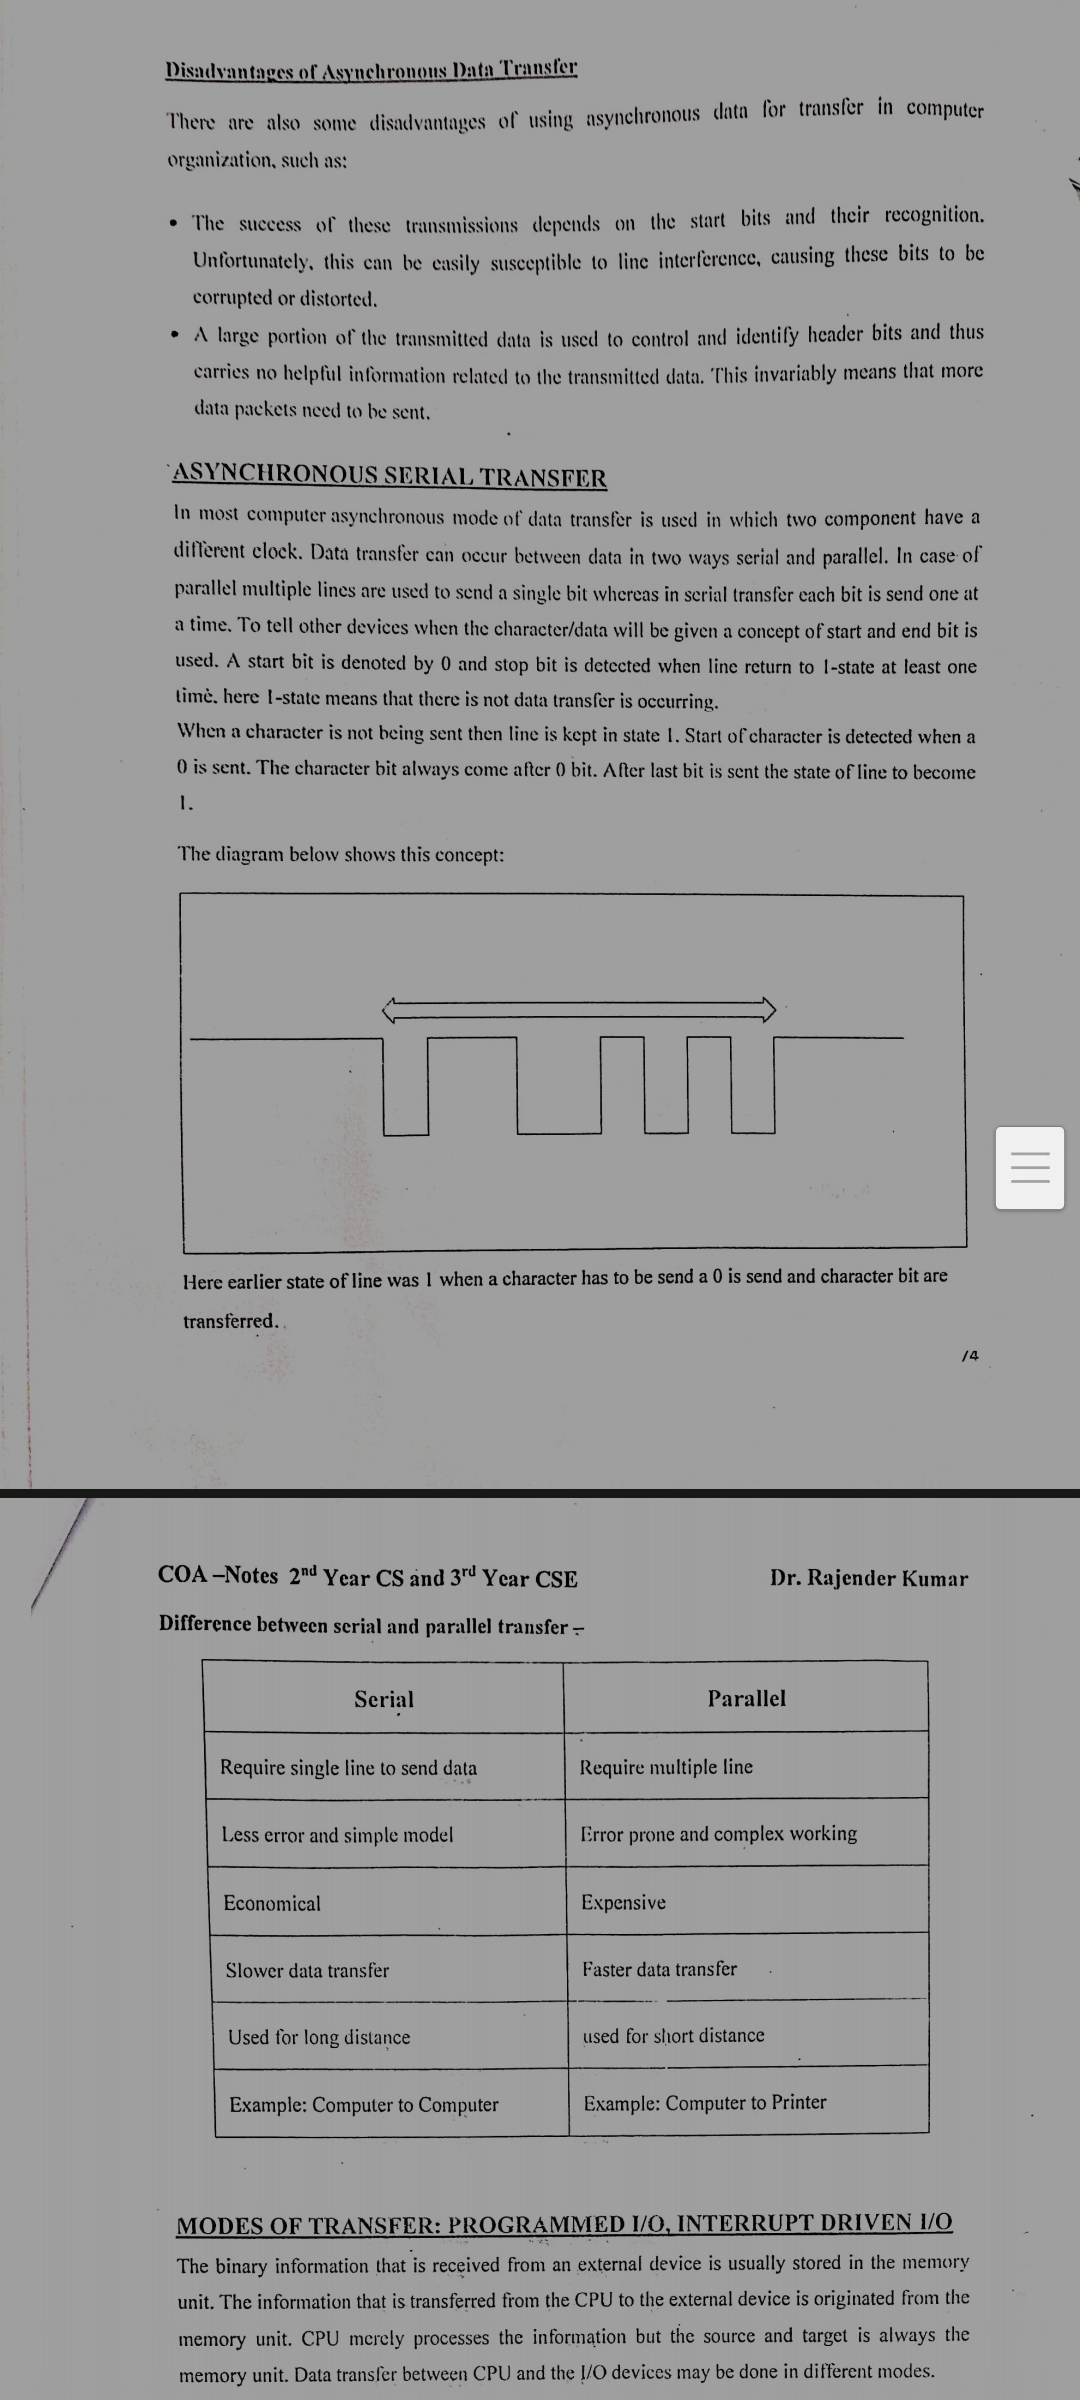 Disadvantages of Asynchronous Data Transfer
There are also some disadvantages of using asynchronous data for transfer in computer
organization, such as:
• The success of these transmissions depends on the start bits and their recognition.
Unfortunately, this can be easily susceptible to line interference, causing these bits to be
corrupted or distorted.
• A large portion of the transmitted data is used to control and identify header bits and thus
carries no helpful information related to the transmitted data. This invariably means that more
data packets need to be sent.
ASYNCHRONOUS SERIAL TRANSFER
In most computer asynchronous mode of data transfer is used in which two component have a
different clock. Data transfer can occur between data in two ways serial and parallel. In case of
parallel multiple lines are used to send a single bit whereas in serial transfer each bit is send one at
a time. To tell other devices when the character/data will be given a concept of start and end bit is
used. A start bit is denoted by 0 and stop bit is detected when line return to 1-state at least one
time. here 1-state means that there is not data transfer is occurring.
When a character is not being sent then line is kept in state 1. Start of character is detected when a
0 is sent. The character bit always come after 0 bit. After last bit is sent the state of line to become
1.
The diagram below shows this concept:
Here earlier state of line was 1 when a character has to be send a 0 is send and character bit are
transferred.
14
COA –Notes 2nd Year CS and 3rd Year CSE Dr. Rajender Kumar
Difference between serial and parallel transfer –
Serial Parallel
Require single line to send data Require multiple line
Less error and simple model Error prone and complex working
Economical Expensive
Slower data transfer Faster data transfer
Used for long distance used for short distance
Example: Computer to Computer Example: Computer to Printer
MODES OF TRANSFER: PROGRAMMED I/O, INTERRUPT DRIVEN I/O
The binary information that is received from an external device is usually stored in the memory
unit. The information that is transferred from the CPU to the external device is originated from the
memory unit. CPU merely processes the information but the source and target is always the
memory unit. Data transfer between CPU and the I/O devices may be done in different modes.